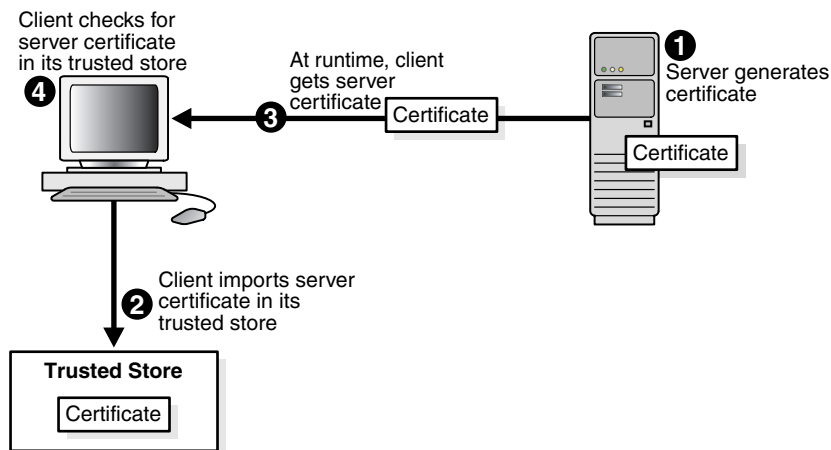 Client checks for
server certificate
in its trusted store
4
At runtime, client
gets server
certificate
3
Certificate
1
Server generates
certificate
Certificate
2
Client imports server
certificate in its
trusted store
Trusted Store
Certificate